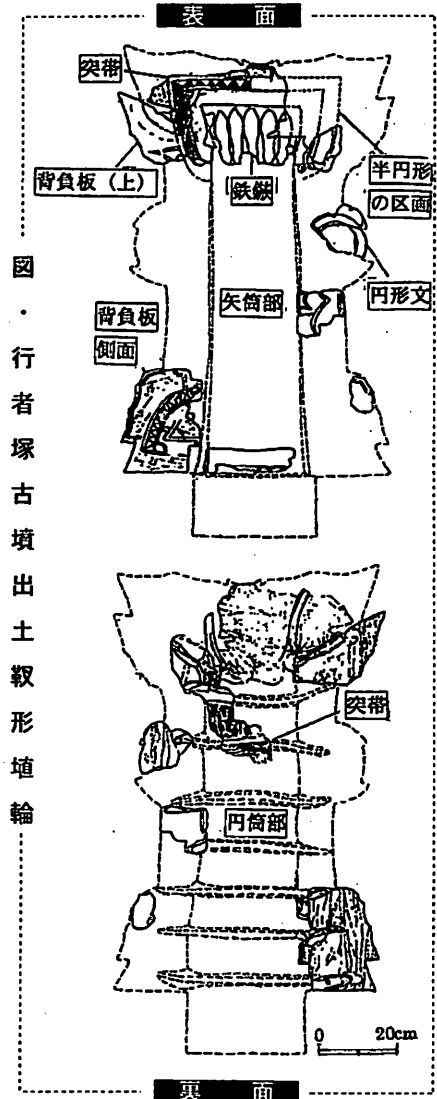 表 面
突帯
背負板（上）
鉄鏃
半円形
の区画
円形文
矢筒部
背負板
側面
図・行者塚古墳出土靫形埴輪
突帯
円筒部
0 20cm
裏 面